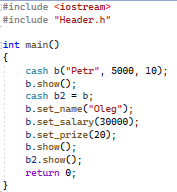 #include <iostream>
#include "Header.h"
int main()
{
cash b("Petr", 5000, 10);
b.show();
cash b2 = b;
b.set_name("Oleg");
b.set_salary(30000);
b.set_prize(20);
b.show();
b2.show();
return 0;
}